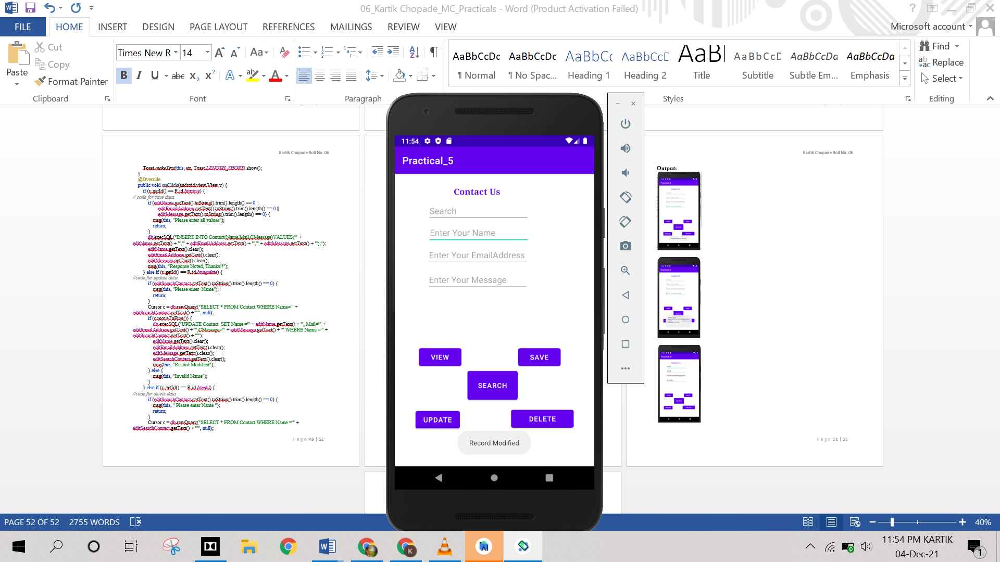 06_Kartik Chopade_MC_Practicals - Word (Product Activation Failed)
FILE HOME INSERT DESIGN PAGE LAYOUT REFERENCES MAILINGS REVIEW VIEW
Microsoft account
Paste
Cut
Copy
Format Painter
Clipboard
Times New R 14
Font
Paragraph
AaBbCcDc AaBbCcDc AaBbCc AaBbCcD AaBl AaBbCcD AaBbCcDa AaBbCcDa
¶ Normal ¶ No Spac... Heading 1 Heading 2 Title Subtitle Subtle Em... Emphasis
Styles
Find
Replace
Select
Editing
Kartik Chopade Roll No. 06
Toast.makeText(this, str, Toast.LENGTH_SHORT).show();
}
@Override
public void onClick(android.view.View v) {
if (v.getId() == R.id.btnsave) {
// code for save data
if (editName.getText().toString().trim().length() == 0 ||
editEmailAddress.getText().toString().trim().length() == 0 ||
editMessage.getText().toString().trim().length() == 0) {
msg(this, "Please enter all values");
return;
}
db.execSQL("INSERT INTO Contact(Name,Mail,CMessage)VALUES('" +
editName.getText() + "','" + editEmailAddress.getText() + "','" + editMessage.getText() + "');");
editName.getText().clear();
editEmailAddress.getText().clear();
editMessage.getText().clear();
msg(this, "Response Noted, Thanks!!");
} else if (v.getId() == R.id.btnupdate) {
//code for update data
if (editSearchContact.getText().toString().trim().length() == 0) {
msg(this, "Please enter  Name");
return;
}
Cursor c = db.rawQuery("SELECT * FROM Contact WHERE Name='" +
editSearchContact.getText() + "'", null);
if (c.moveToFirst()) {
db.execSQL("UPDATE Contact  SET Name ='" + editName.getText() + "', Mail='" +
editEmailAddress.getText() + "',CMessage='" + editMessage.getText() + "' WHERE Name ='" +
editSearchContact.getText() + "'");
editName.getText().clear();
editEmailAddress.getText().clear();
editMessage.getText().clear();
editSearchContact.getText().clear();
msg(this, "Record Modified");
} else {
msg(this, "Invalid Name");
}
} else if (v.getId() == R.id.btndel) {
//code for delete data
if (editSearchContact.getText().toString().trim().length() == 0) {
msg(this, " Please enter Name ");
return;
}
Cursor c = db.rawQuery("SELECT * FROM Contact WHERE Name ='" +
editSearchContact.getText() + "'", null);
Page 49 | 52
11:54
Practical_5
Contact Us
Search
Enter Your Name
Enter Your EmailAddress
Enter Your Message
VIEW SAVE
SEARCH
UPDATE DELETE
Record Modified
Kartik Chopade Roll No. 06
Output:
Page 51 | 52
PAGE 52 OF 52 2755 WORDS
40%
11:54 PM KARTIK
04-Dec-21
1